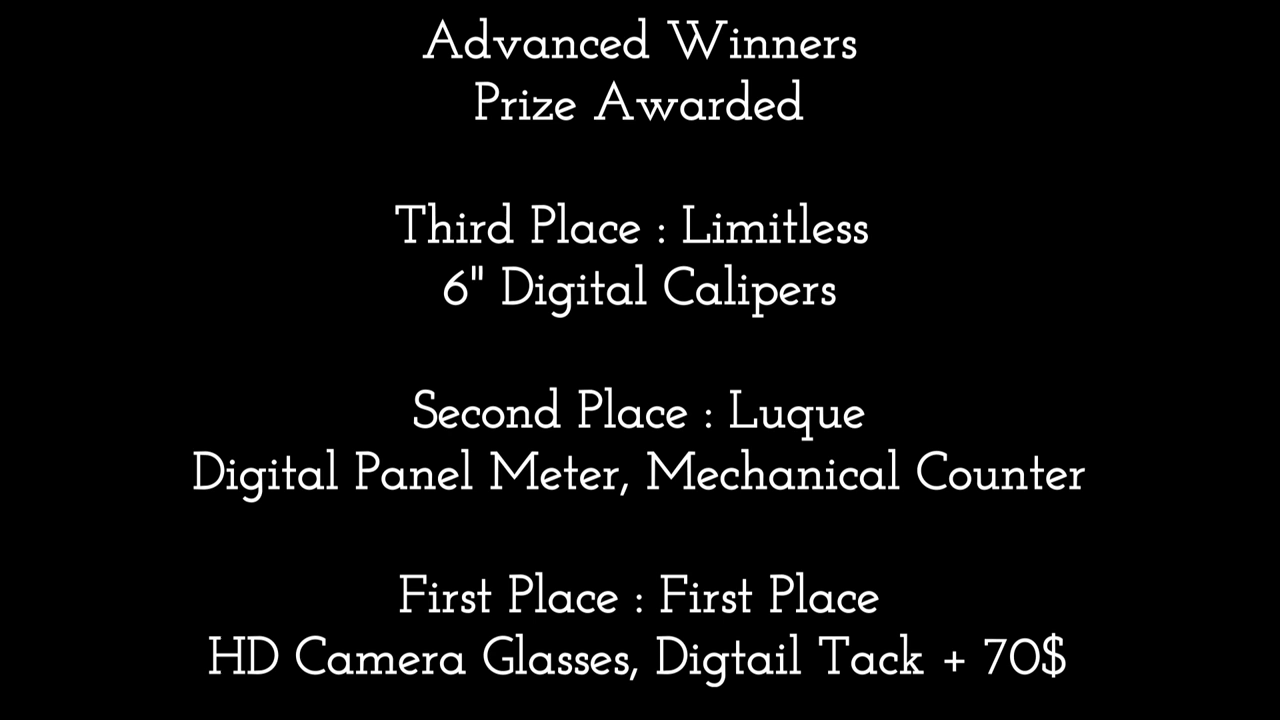 Advanced Winners
Prize Awarded
Third Place : Limitless
6" Digital Calipers
Second Place : Luque
Digital Panel Meter, Mechanical Counter
First Place : First Place
HD Camera Glasses, Digtail Tack + 70$